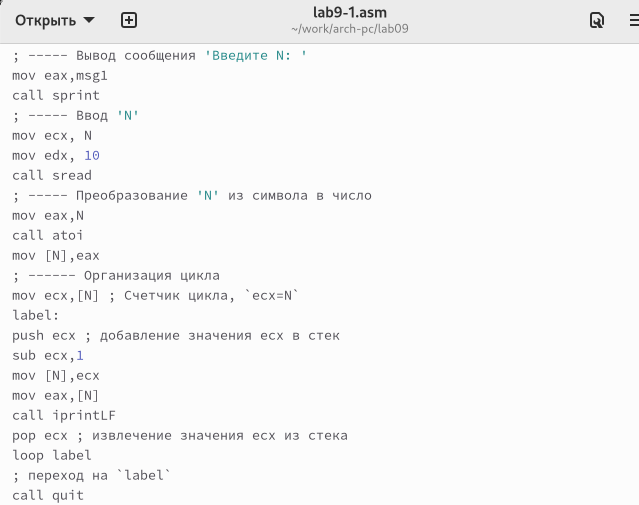 Открыть
lab9-1.asm
~/work/arch-pc/lab09
; ----- Вывод сообщения 'Введите N: '
mov eax,msg1
call sprint
; ----- Ввод 'N'
mov ecx, N
mov edx, 10
call sread
; ----- Преобразование 'N' из символа в число
mov eax,N
call atoi
mov [N],eax
; ------ Организация цикла
mov ecx,[N] ; Счетчик цикла, `ecx=N`
label:
push ecx ; добавление значения ecx в стек
sub ecx,1
mov [N],ecx
mov eax,[N]
call iprintLF
pop ecx ; извлечение значения ecx из стека
loop label
; переход на `label`
call quit